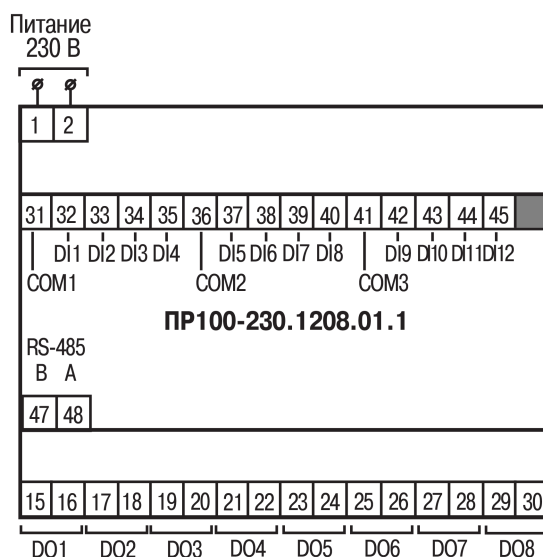 Питание
230 В
1 2
31 32 33 34 35 36 37 38 39 40 41 42 43 44 45
DI1 DI2 DI3 DI4 DI5 DI6 DI7 DI8 DI9 DI10 DI11 DI12
COM1 COM2 COM3
ПР100-230.1208.01.1
RS-485
B A
47 48
15 16 17 18 19 20 21 22 23 24 25 26 27 28 29 30
DO1 DO2 DO3 DO4 DO5 DO6 DO7 DO8